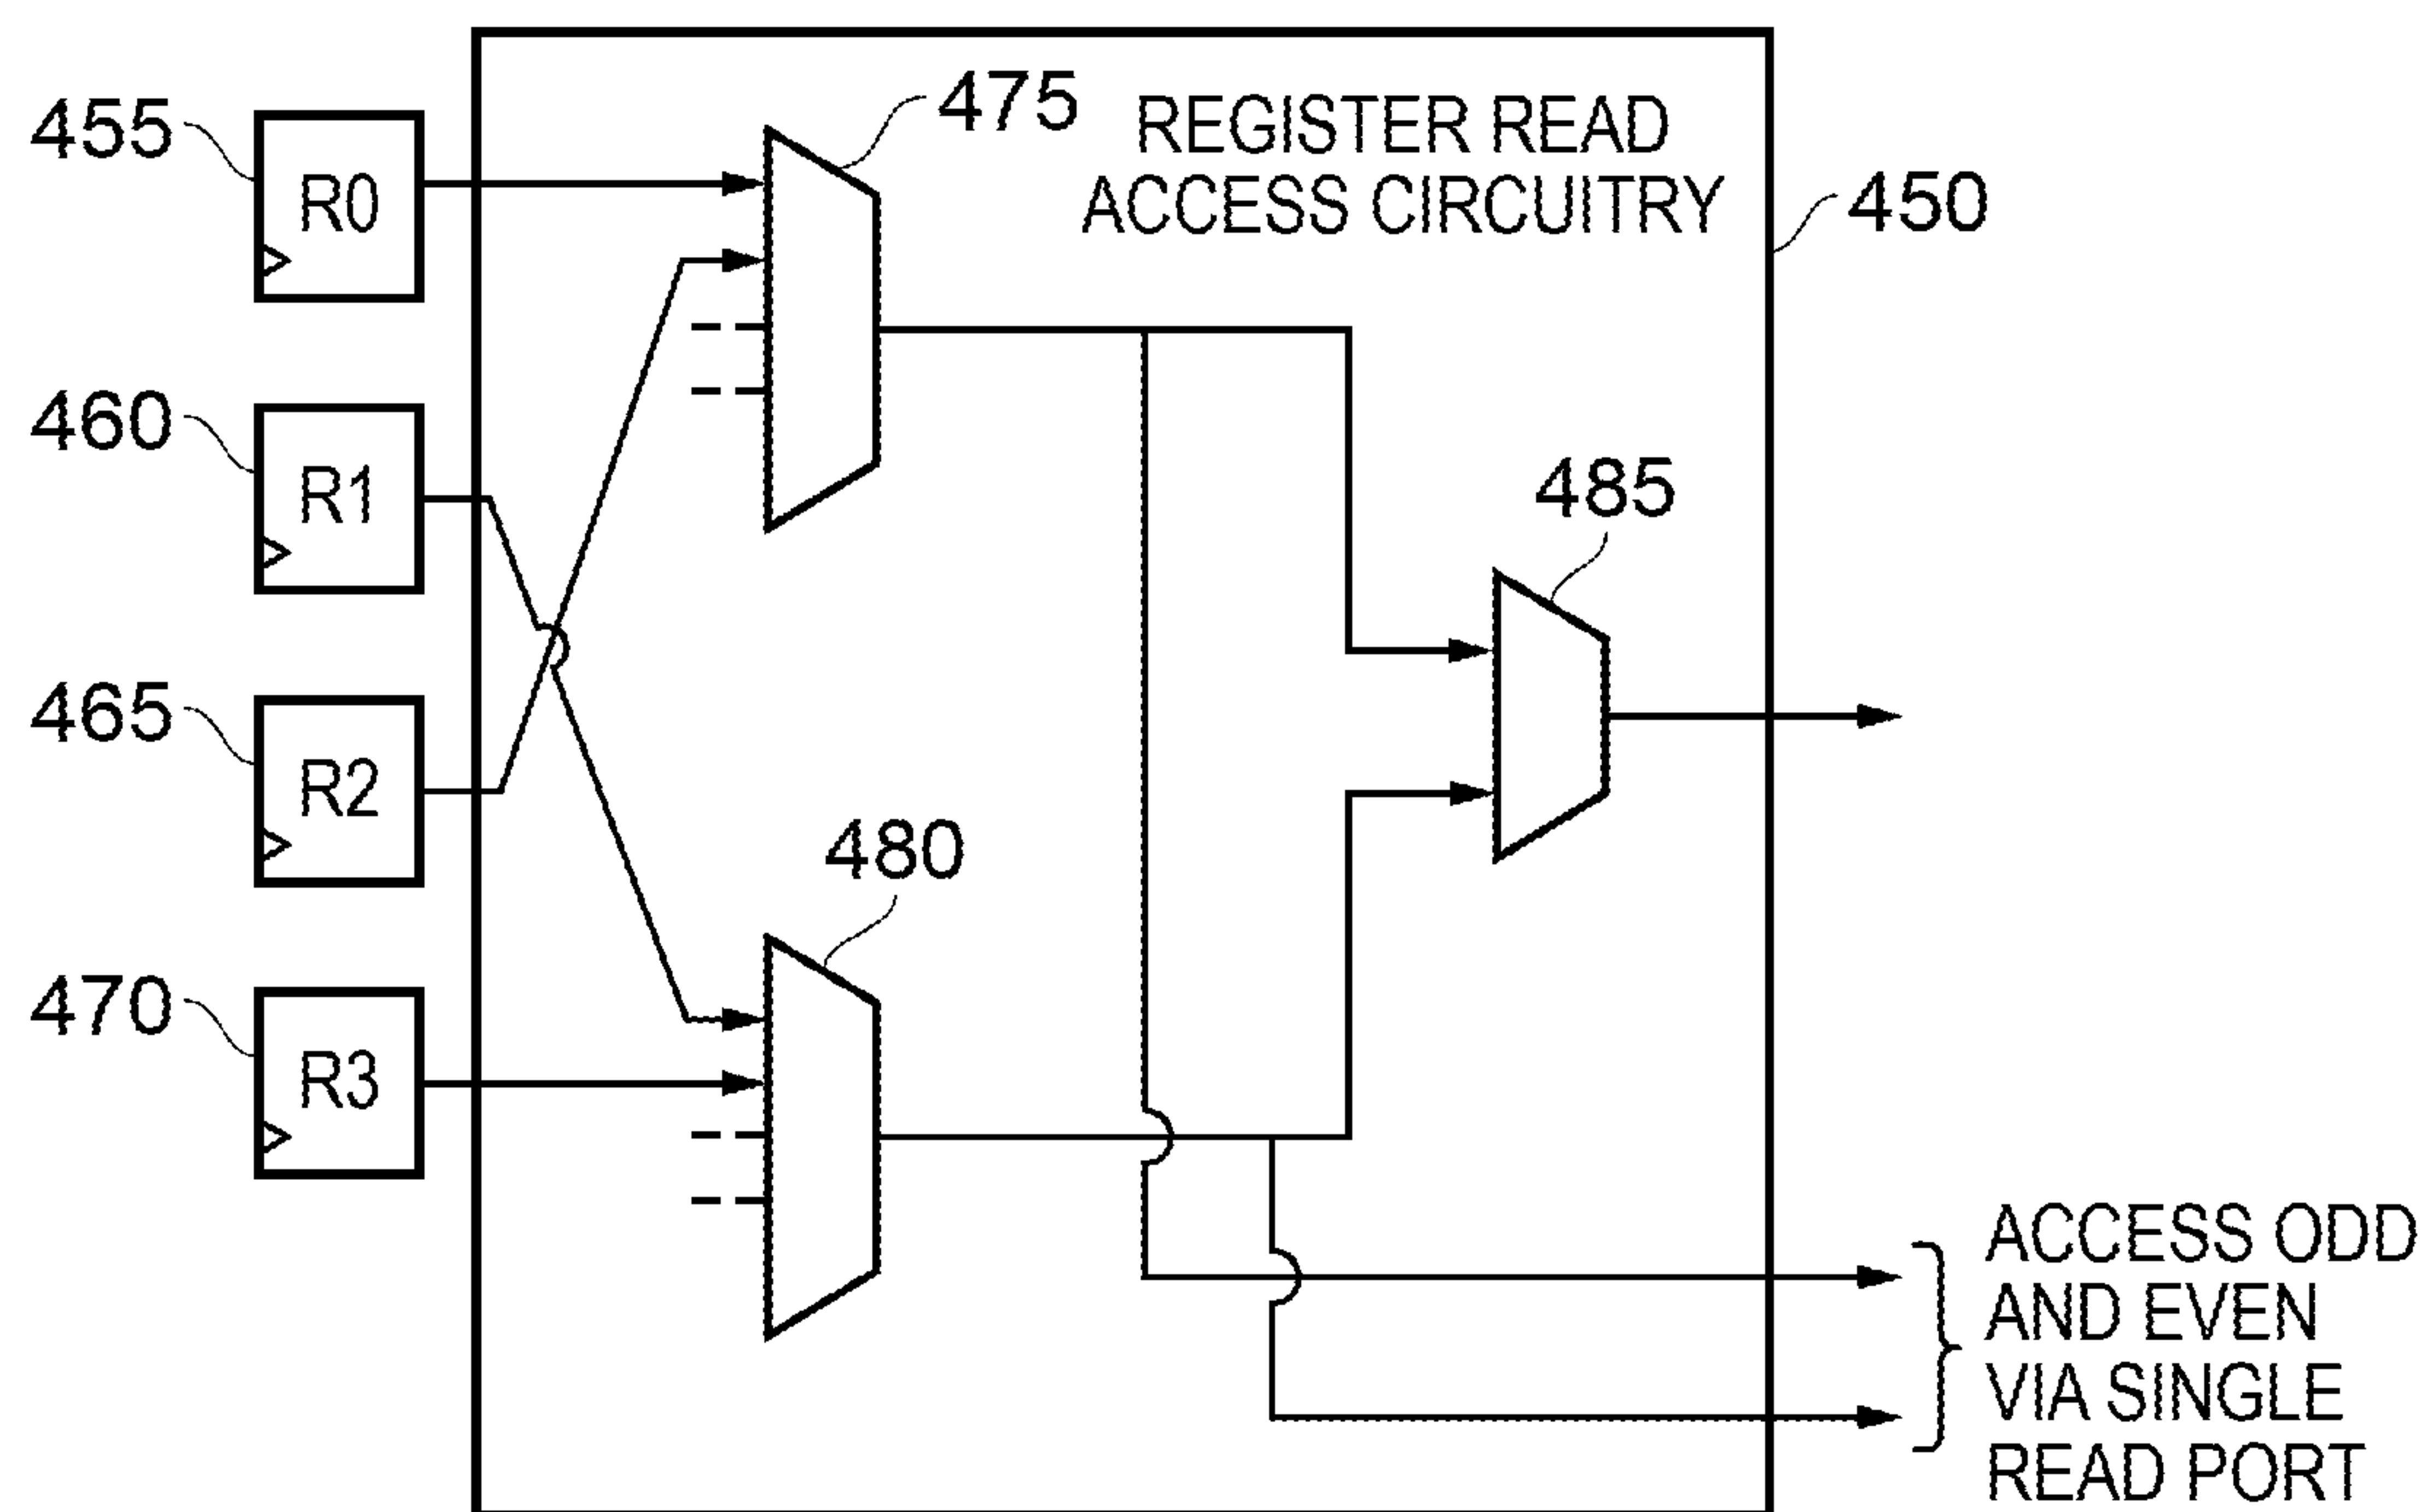 475
REGISTER READ
ACCESS CIRCUITRY
450
455
R0
460
R1
465
R2
470
R3
480
485
ACCESS ODD
AND EVEN
VIA SINGLE
READ PORT